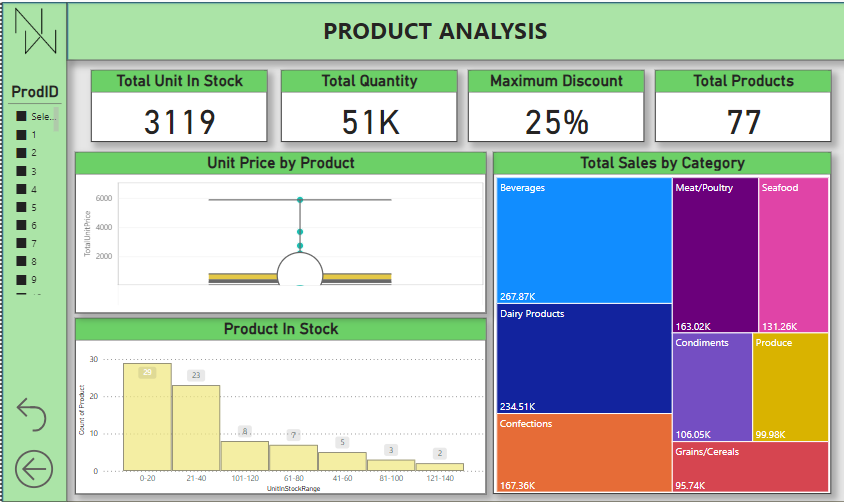 PRODUCT ANALYSIS
ProdID
Sele...
1
2
3
4
5
6
7
8
9
Total Unit In Stock
3119
Total Quantity
51K
Maximum Discount
25%
Total Products
77
Unit Price by Product
TotalUnitPrice
6000
4000
2000
Product In Stock
Count of Product
30
20
10
0
29
23
8
7
5
3
2
0-20
21-40
101-120
61-80
41-60
81-100
121-140
UnitInStockRange
Total Sales by Category
Beverages
267.87K
Dairy Products
234.51K
Confections
167.36K
Meat/Poultry
163.02K
Seafood
131.26K
Condiments
106.05K
Produce
99.98K
Grains/Cereals
95.74K